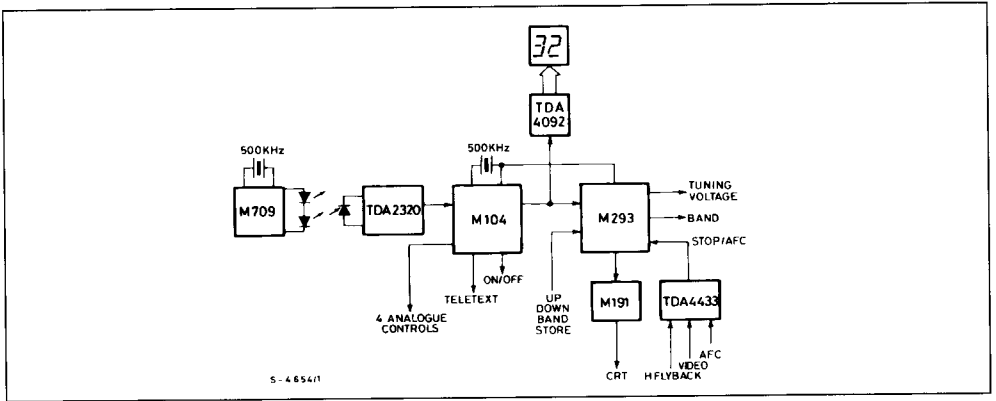 32
TDA
4092
500KHz
500KHz
M709
TDA2320
M104
M293
TUNING
VOLTAGE
BAND
STOP/AFC
ON/OFF
TELETEXT
4 ANALOGUE
CONTROLS
UP
DOWN
BAND
STORE
M191
TDA4433
CRT
H FLYBACK
VIDEO
AFC
S-4654/1